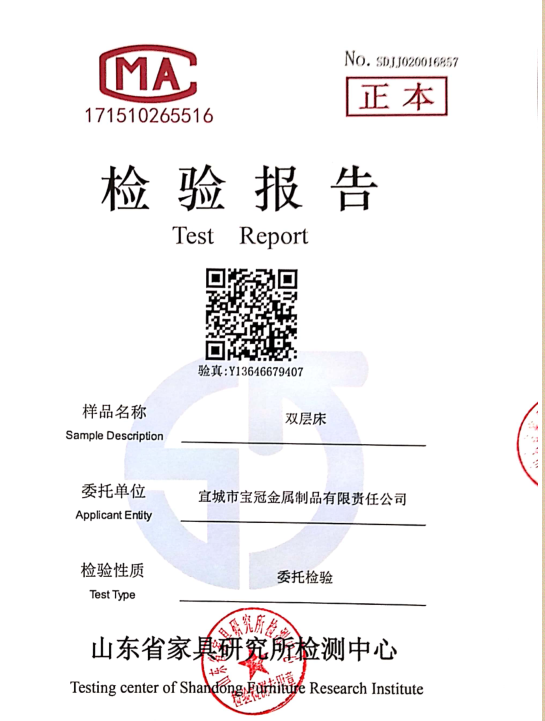 MA
No. SDJJ020016857
171510265516
正本
检验报告
Test Report
验真:Y13646679407
样品名称
双层床
Sample Description
委托单位
宜城市宝冠金属制品有限责任公司
Applicant Entity
检验性质
委托检验
Test Type
山东省家具研究所检测中心
Testing center of Shandong Furniture Research Institute